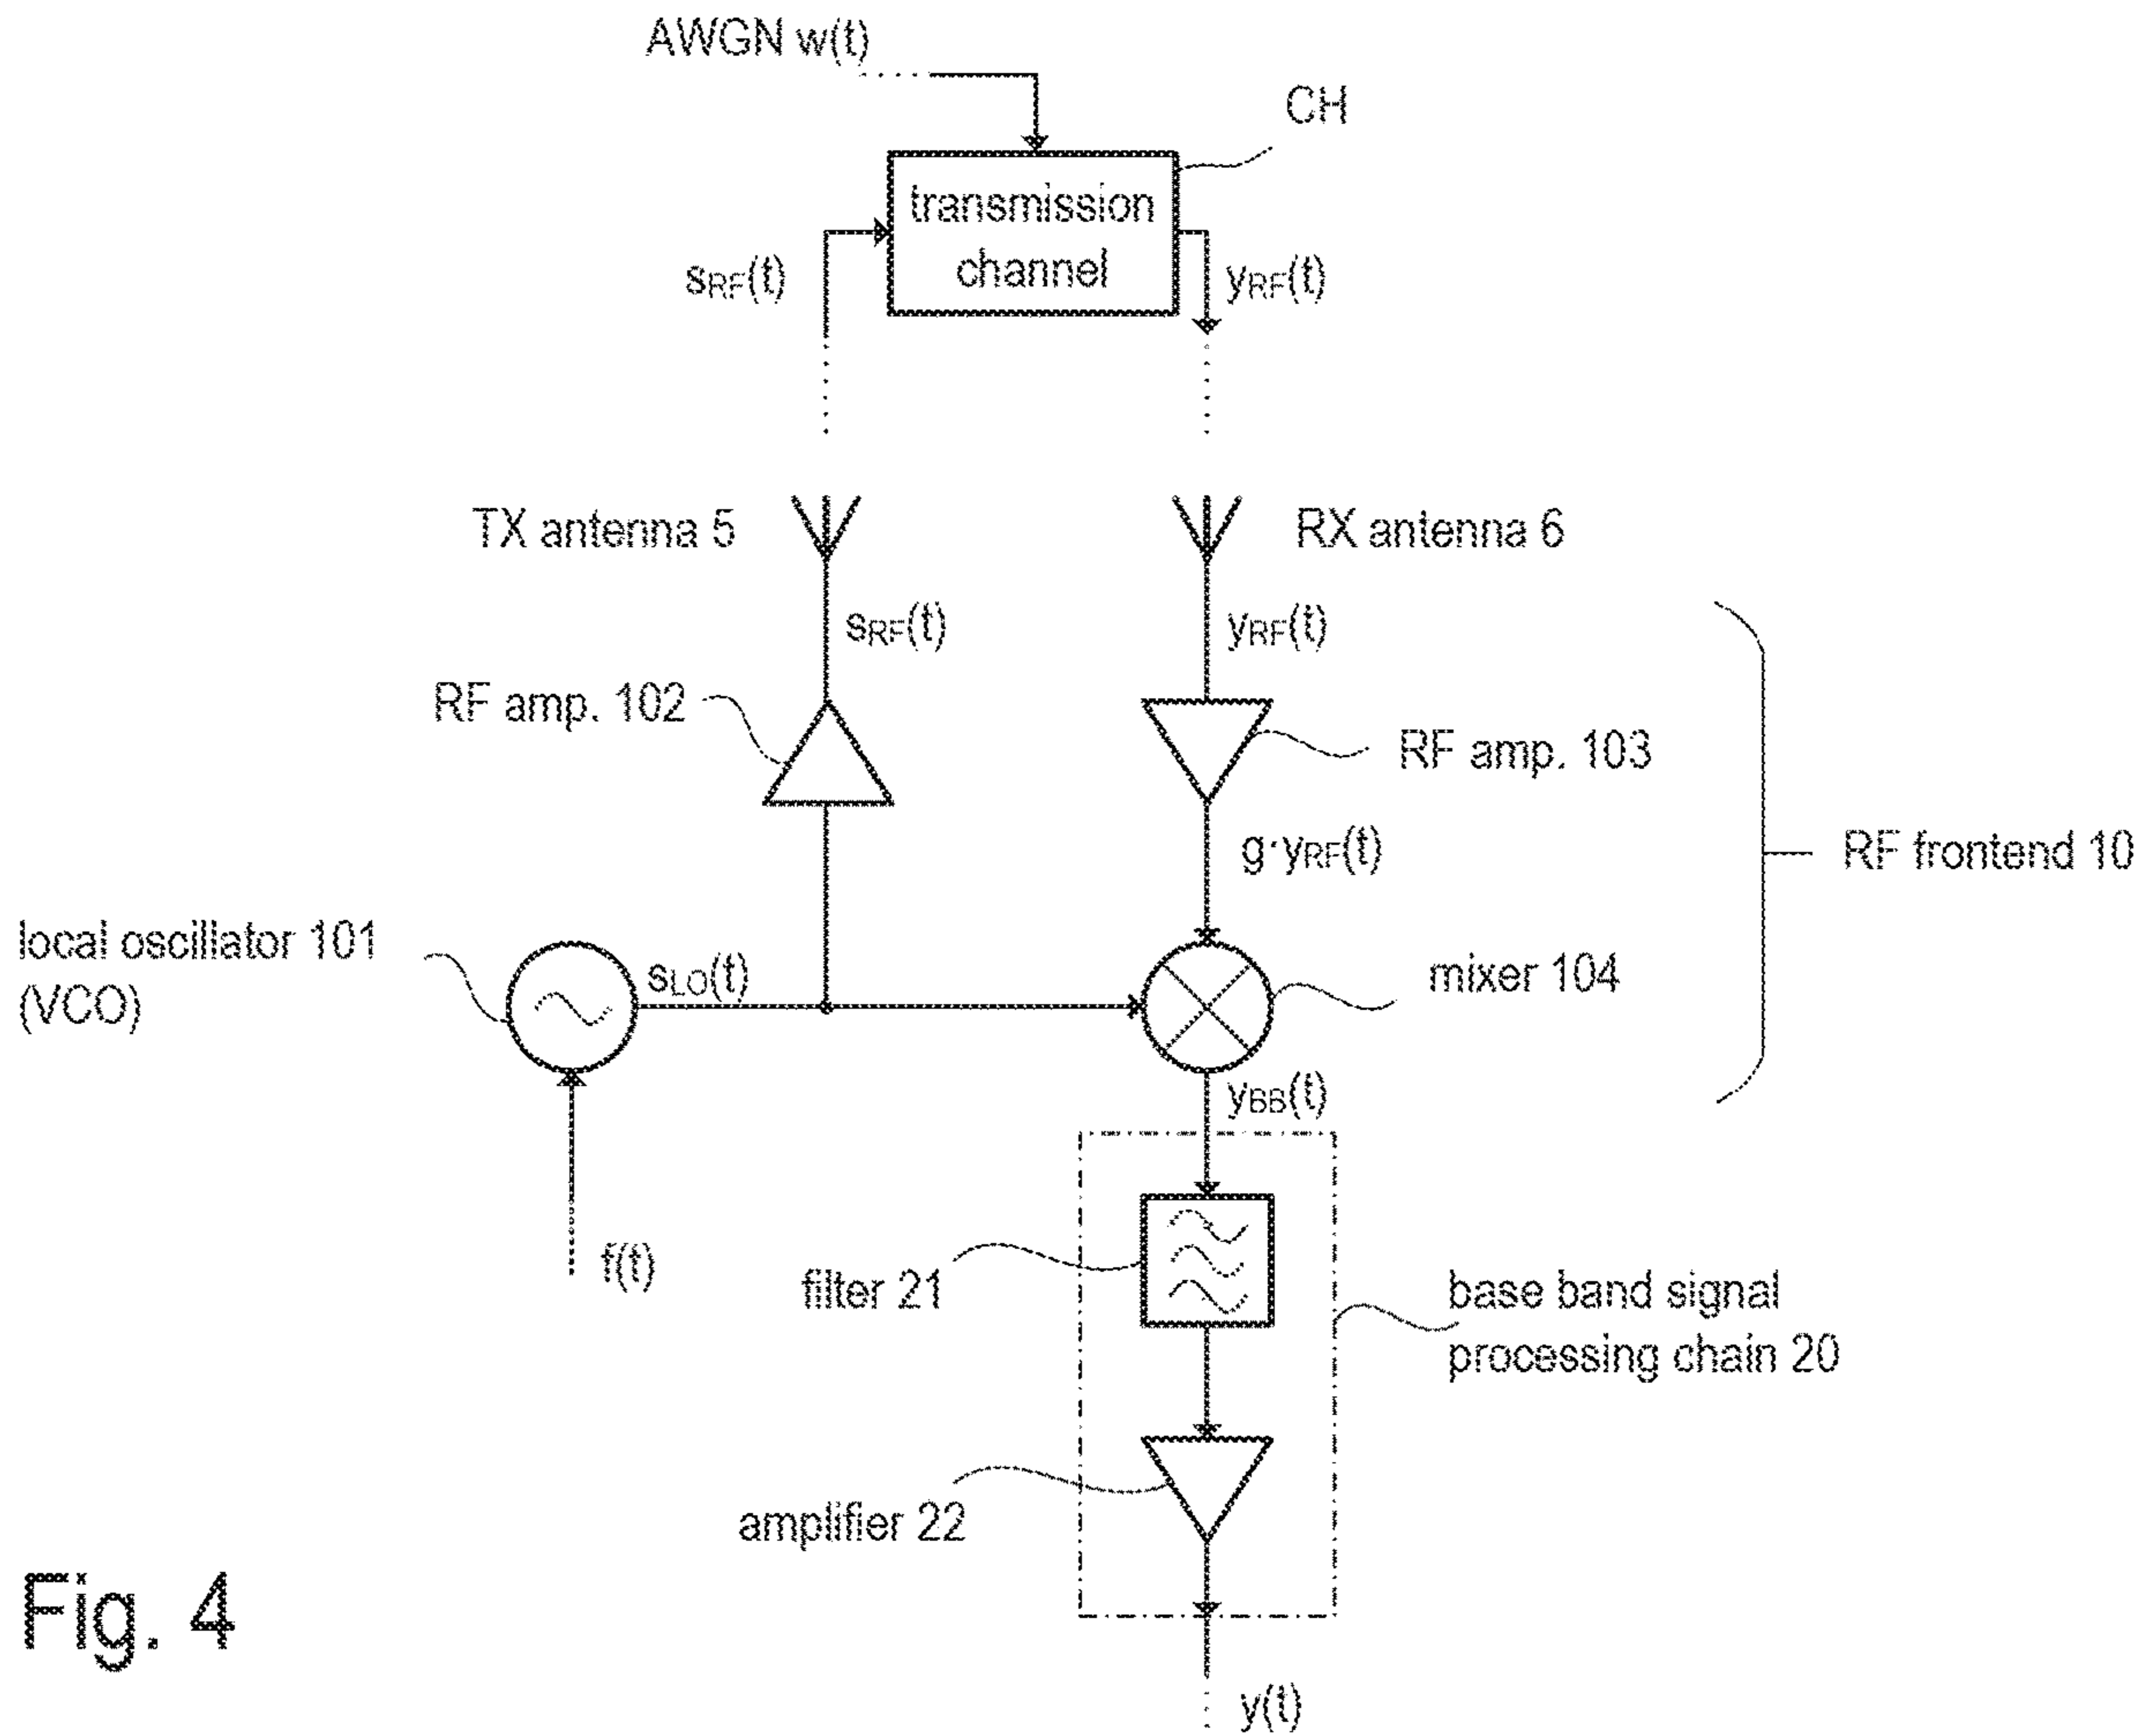 AWGN w(t)
CH
transmission
channel
sRF(t)
yRF(t)
TX antenna 5
RX antenna 6
sRF(t)
yRF(t)
RF amp. 102
RF amp. 103
g·yRF(t)
RF frontend 10
local oscillator 101
(VCO)
sLO(t)
mixer 104
yBB(t)
f(t)
filter 21
base band signal
processing chain 20
amplifier 22
Fig. 4
y(t)